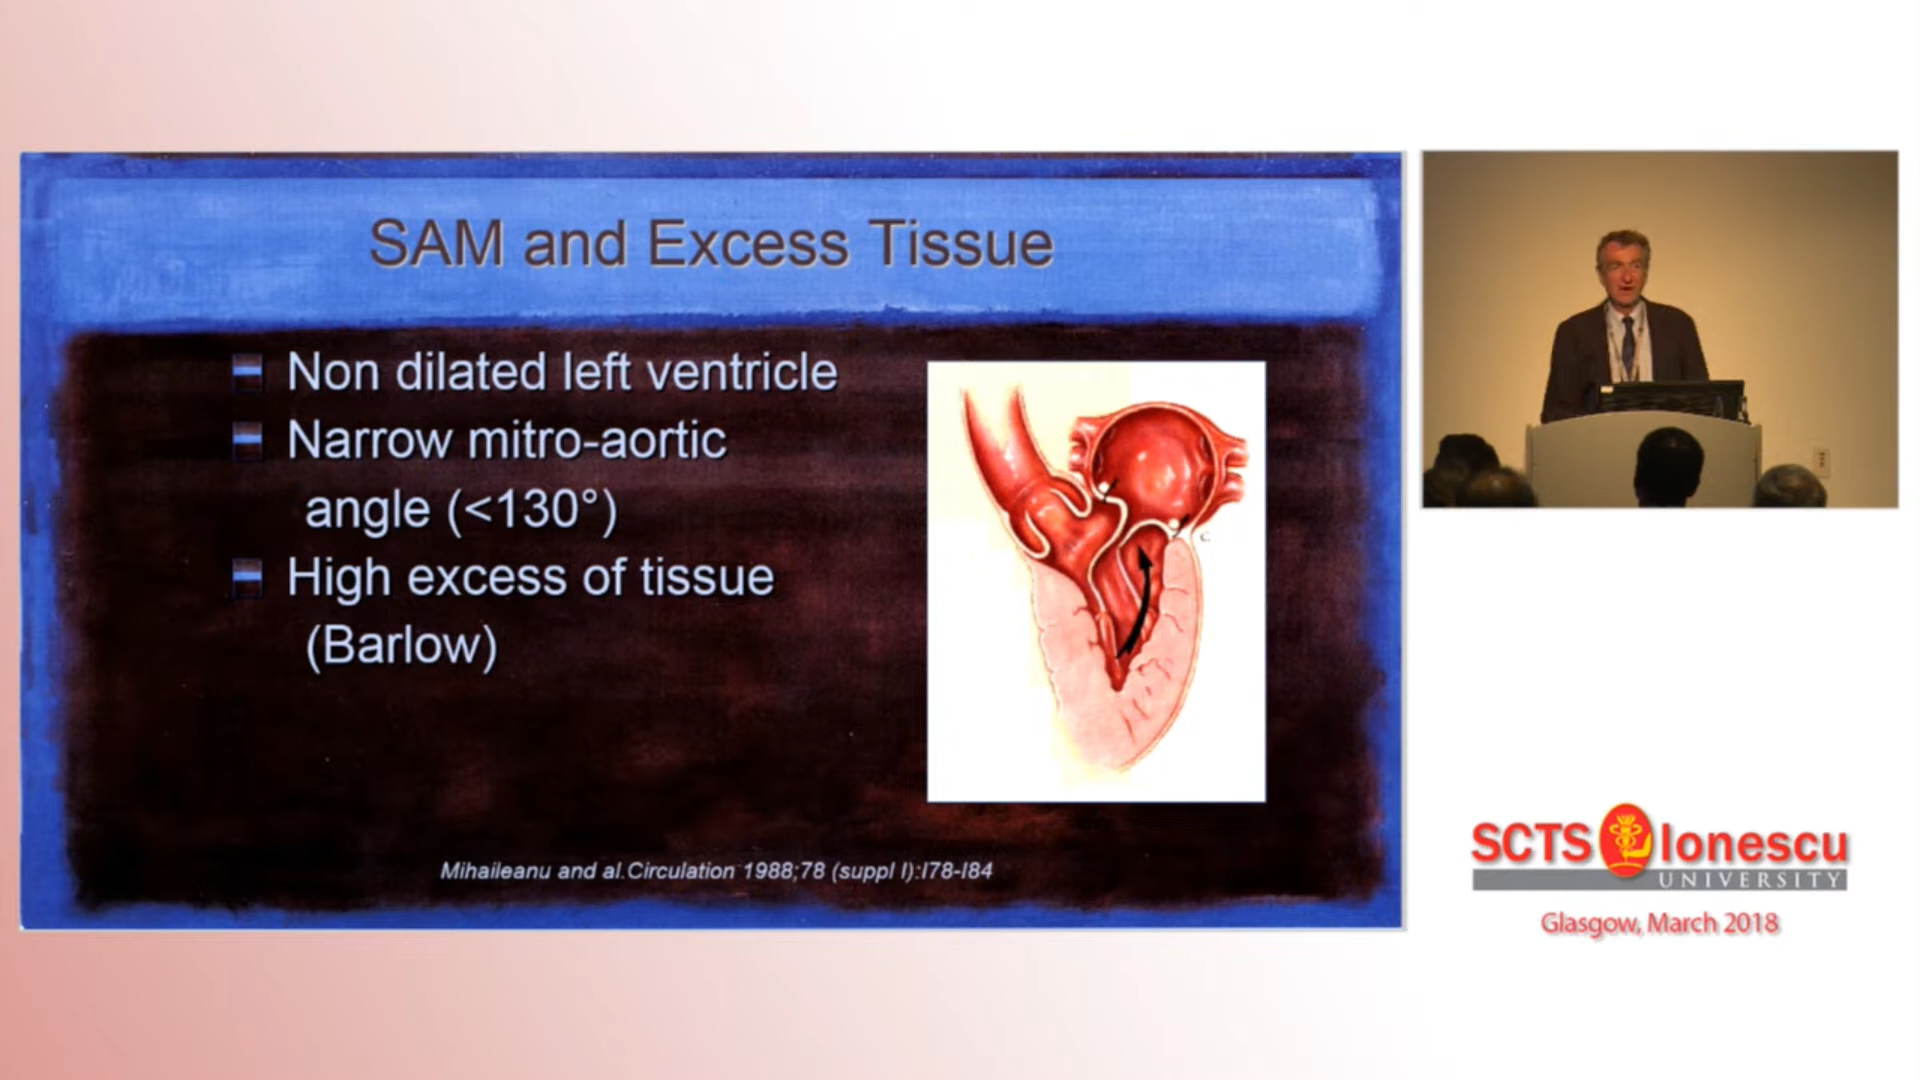 SAM and Excess Tissue
Non dilated left ventricle
Narrow mitro-aortic
angle (<130°)
High excess of tissue
(Barlow)
Mihaileanu and al.Circulation 1988;78 (suppl I):I78-I84
SCTS Ionescu
UNIVERSITY
Glasgow, March 2018